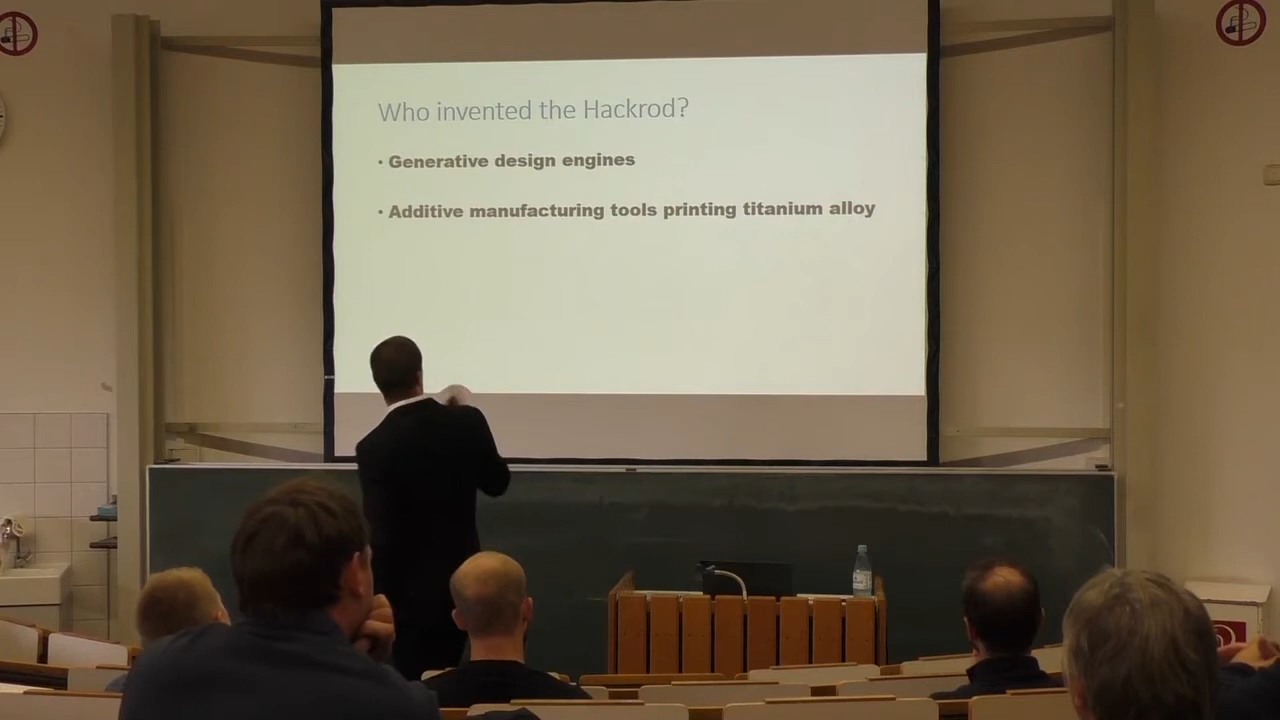 Who invented the Hackrod?
• Generative design engines
• Additive manufacturing tools printing titanium alloy